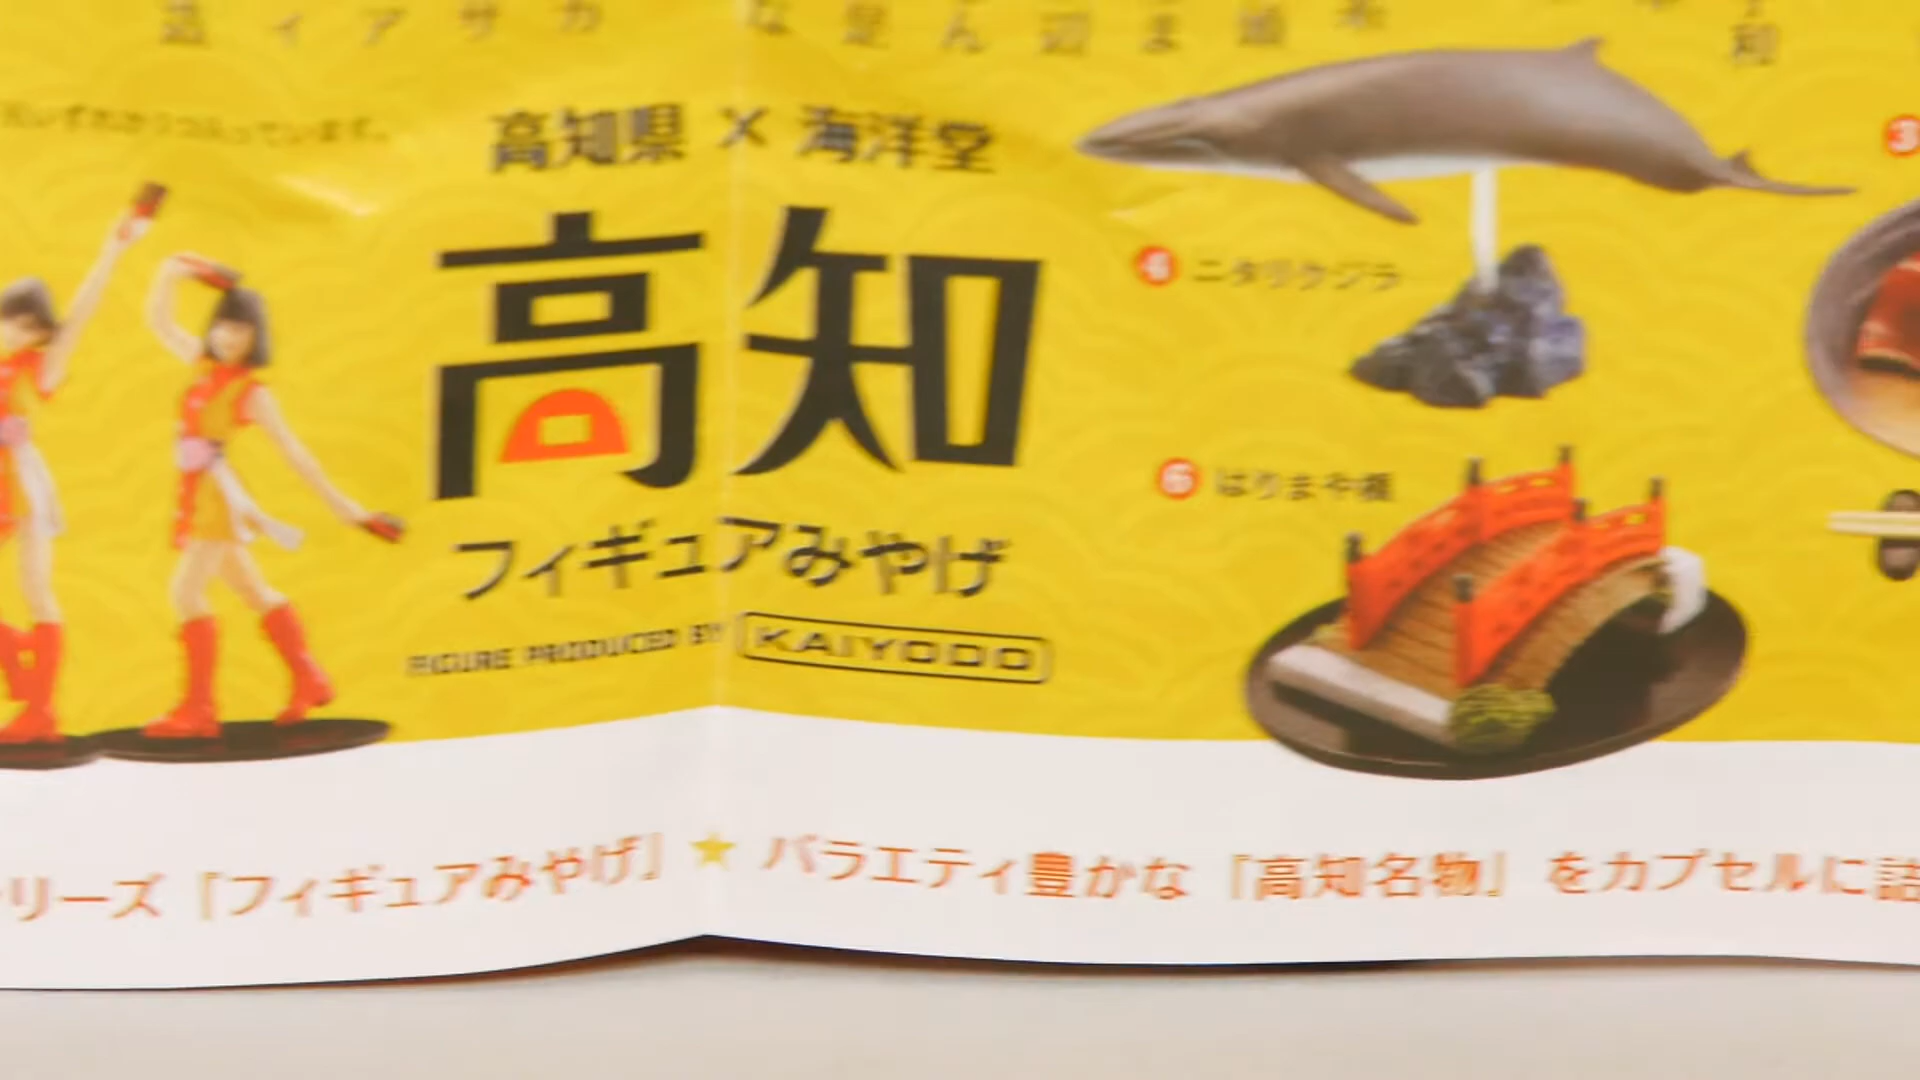 高知県 × 海洋堂
高知
フィギュアみやげ
FIGURE PRODUCED BY KAIYODO
3
4 ニタリクジラ
6 はりまや橋
リーズ『フィギュアみやげ』★バラエティ豊かな『高知名物』をカプセルに詰